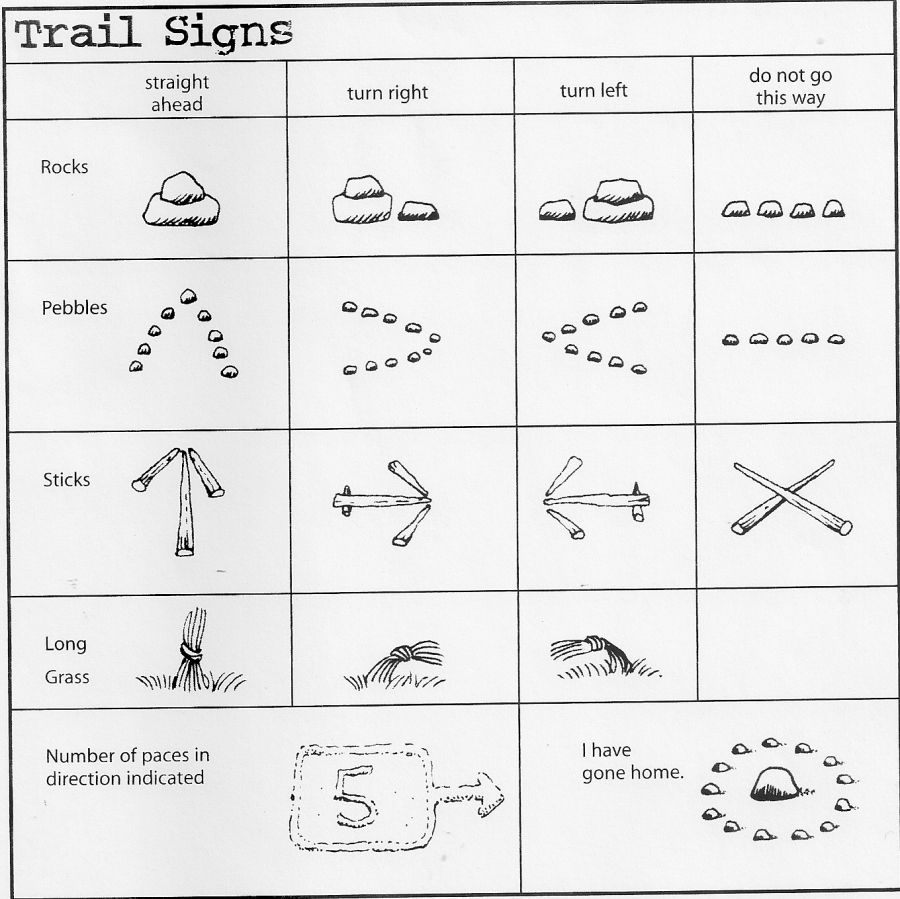 Trail Signs
straight
ahead
turn right
turn left
do not go
this way
Rocks
Pebbles
Sticks
Long
Grass
Number of paces in
direction indicated
5
I have
gone home.